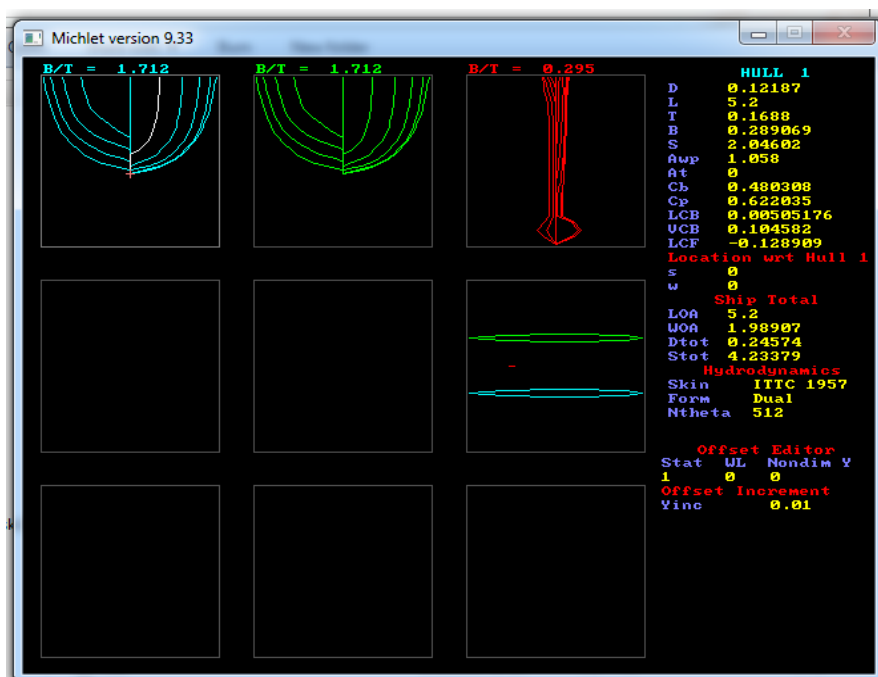 Michlet version 9.33
B/T = 1.712
B/T = 1.712
B/T = 0.295
HULL 1
D 0.12187
L 5.2
T 0.1688
B 0.289069
S 2.04602
Awp 1.058
At 0
Cb 0.480308
Cp 0.622035
LCB 0.00505176
VCB 0.104582
LCF -0.128909
Location wrt Hull 1
s 0
w 0
Ship Total
LOA 5.2
WOA 1.98907
Dtot 0.24574
Stot 4.23379
Hydrodynamics
Skin ITTC 1957
Form Dual
Ntheta 512
Offset Editor
Stat WL Nondim Y
1 0 0
Offset Increment
Yinc 0.01